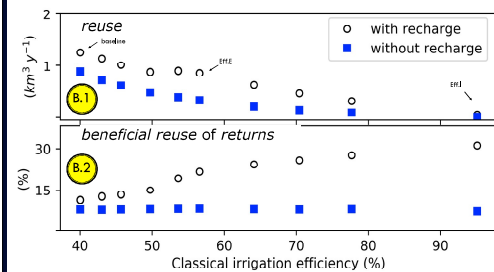 2
reuse
with recharge
without recharge
baseline
Eff.E
Eff.J
1
(km³ y⁻¹)
B.1
beneficial reuse of returns
B.2
30
15
(%)
40 50 60 70 80 90
Classical irrigation efficiency (%)